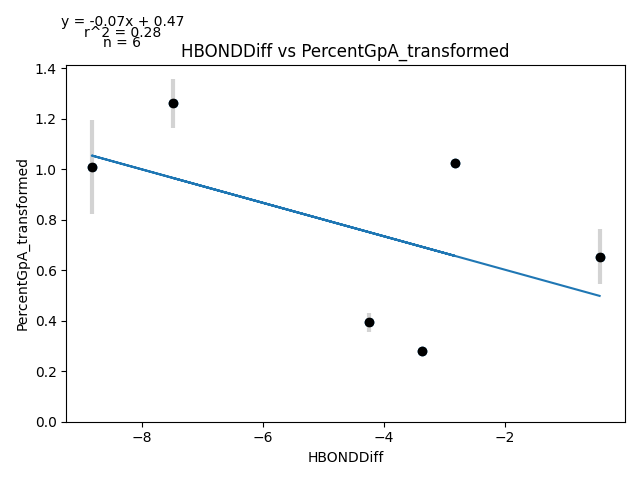 y = -0.07x + 0.47
r^2 = 0.28
n = 6
HBONDDiff vs PercentGpA_transformed
1.4
1.2
1.0
0.8
0.6
0.4
0.2
0.0
PercentGpA_transformed
−8
−6
−4
−2
HBONDDiff